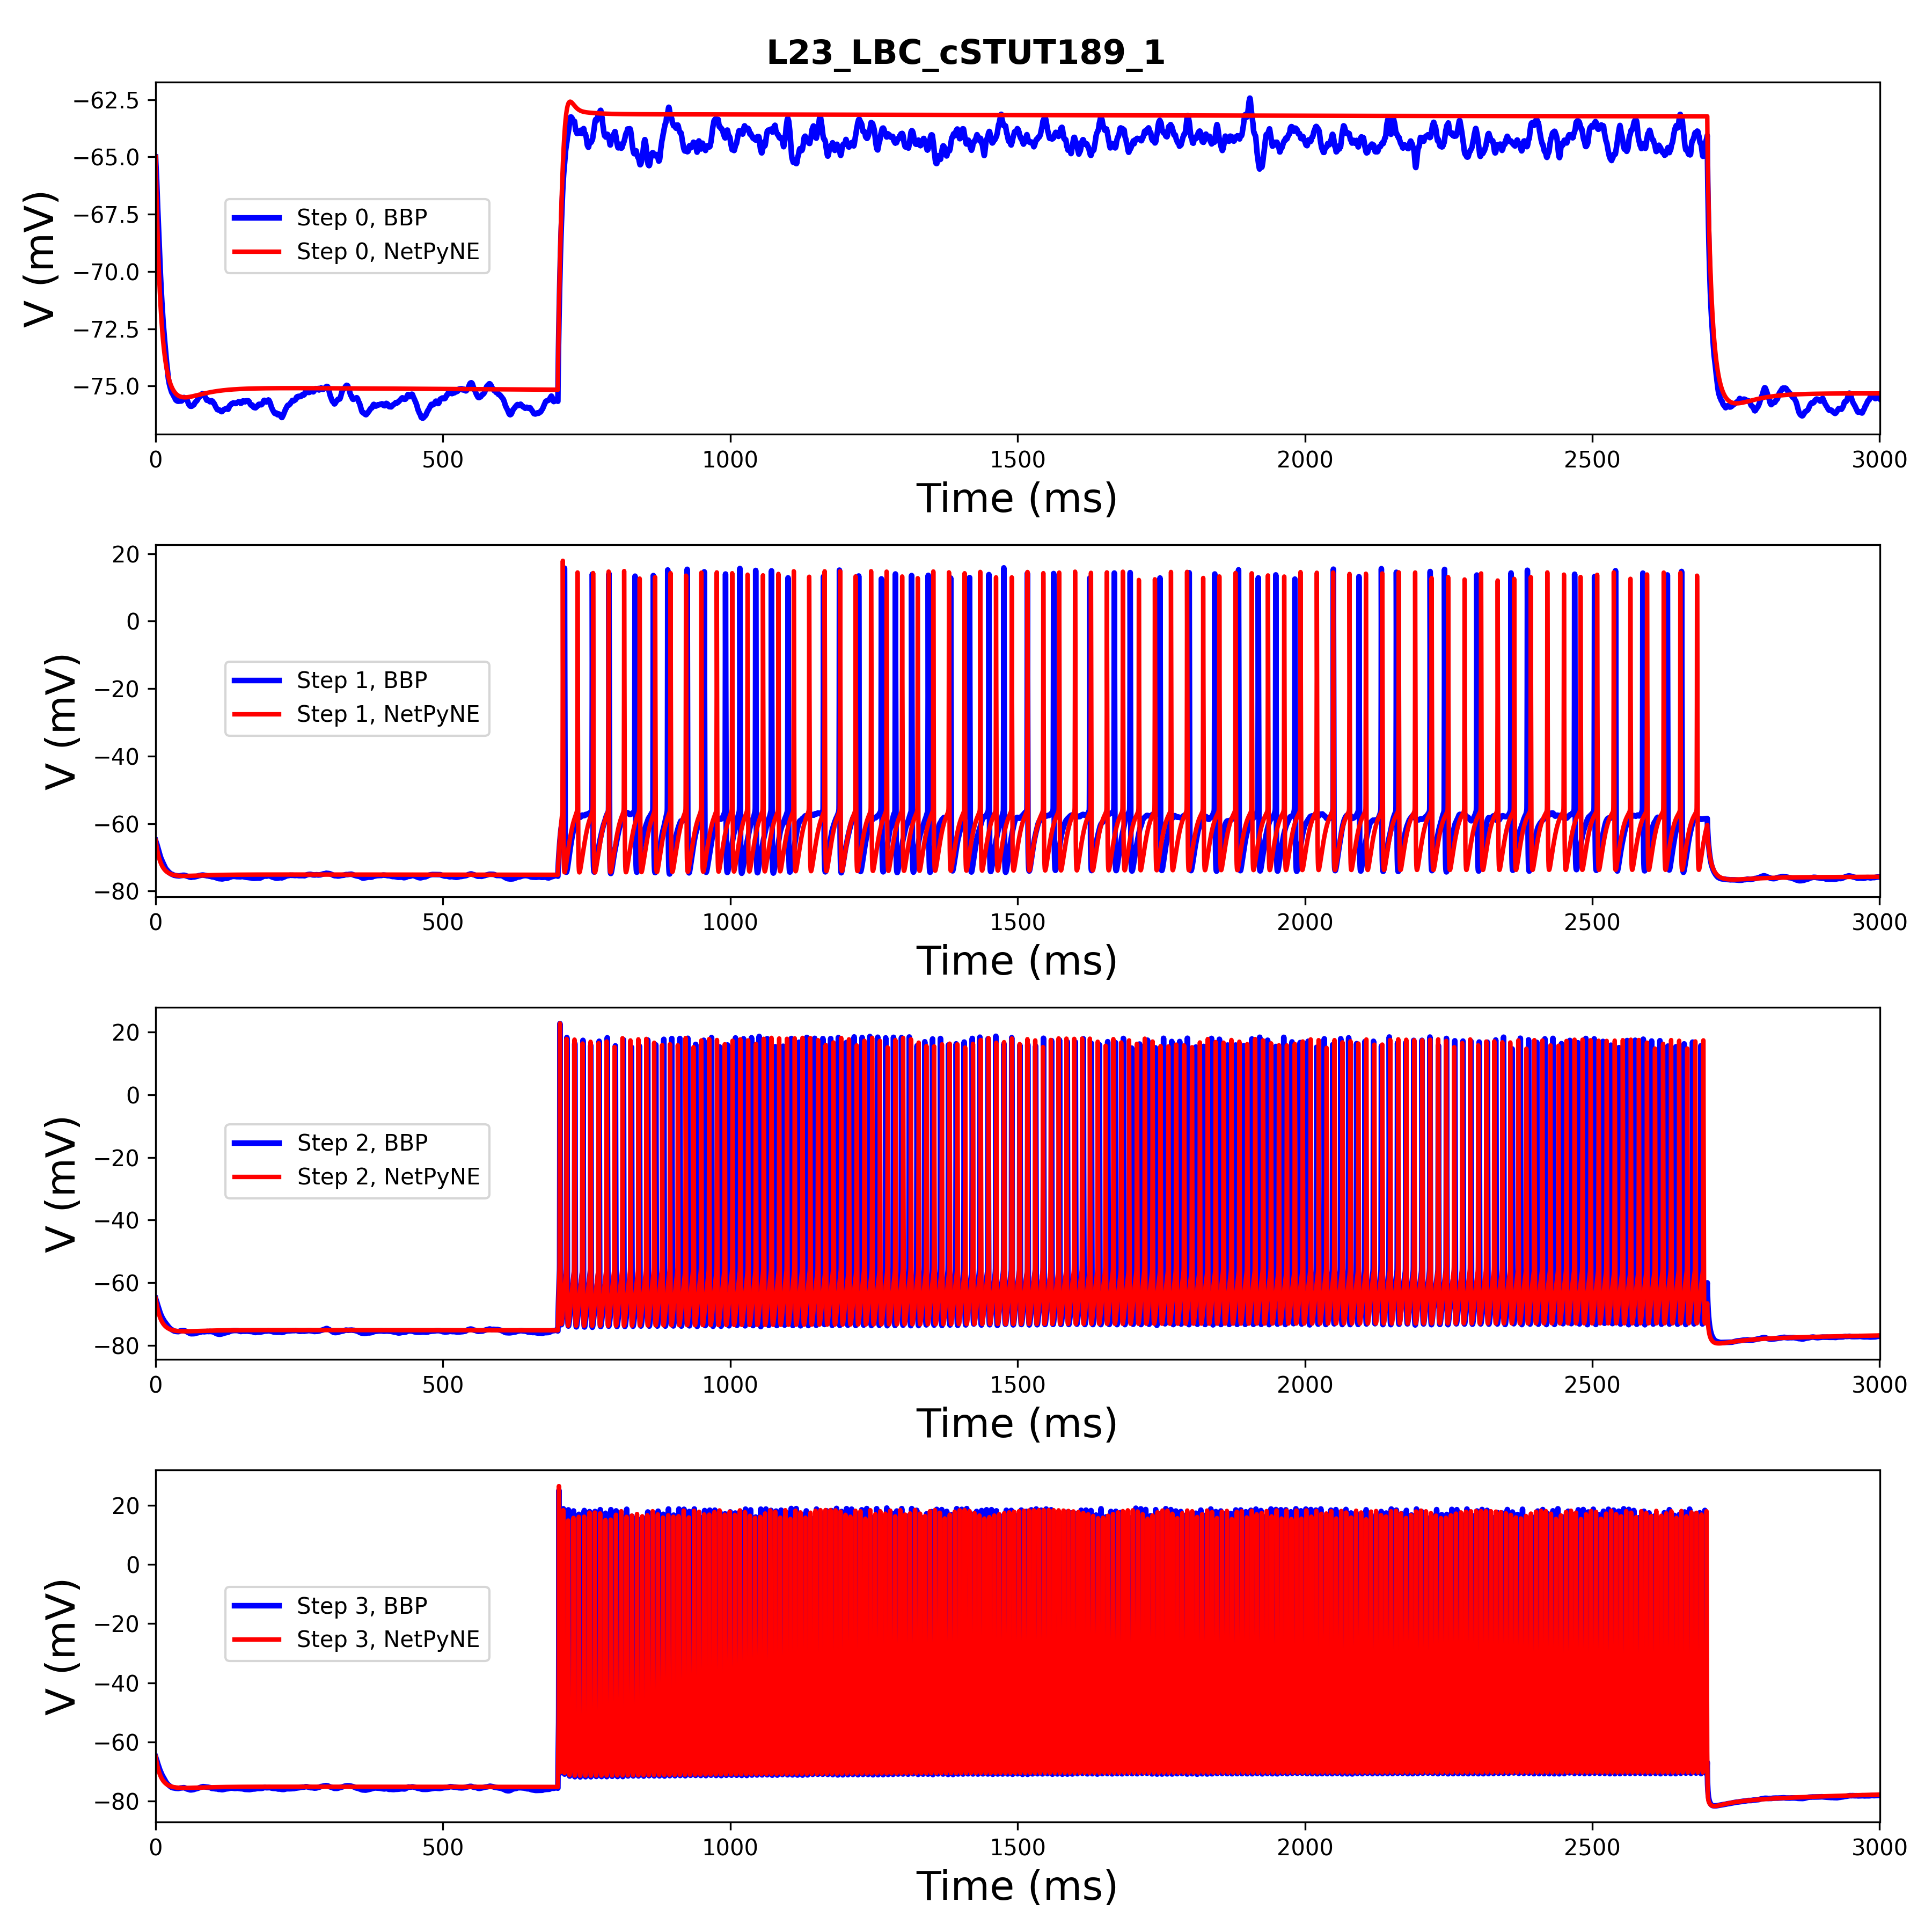 L23_LBC_cSTUT189_1
−62.5
−65.0
−67.5
−70.0
−72.5
−75.0
V (mV)
Step 0, BBP
Step 0, NetPyNE
0 500 1000 1500 2000 2500 3000
Time (ms)
20
0
−20
−40
−60
−80
V (mV)
Step 1, BBP
Step 1, NetPyNE
0 500 1000 1500 2000 2500 3000
Time (ms)
20
0
−20
−40
−60
−80
V (mV)
Step 2, BBP
Step 2, NetPyNE
0 500 1000 1500 2000 2500 3000
Time (ms)
20
0
−20
−40
−60
−80
V (mV)
Step 3, BBP
Step 3, NetPyNE
0 500 1000 1500 2000 2500 3000
Time (ms)